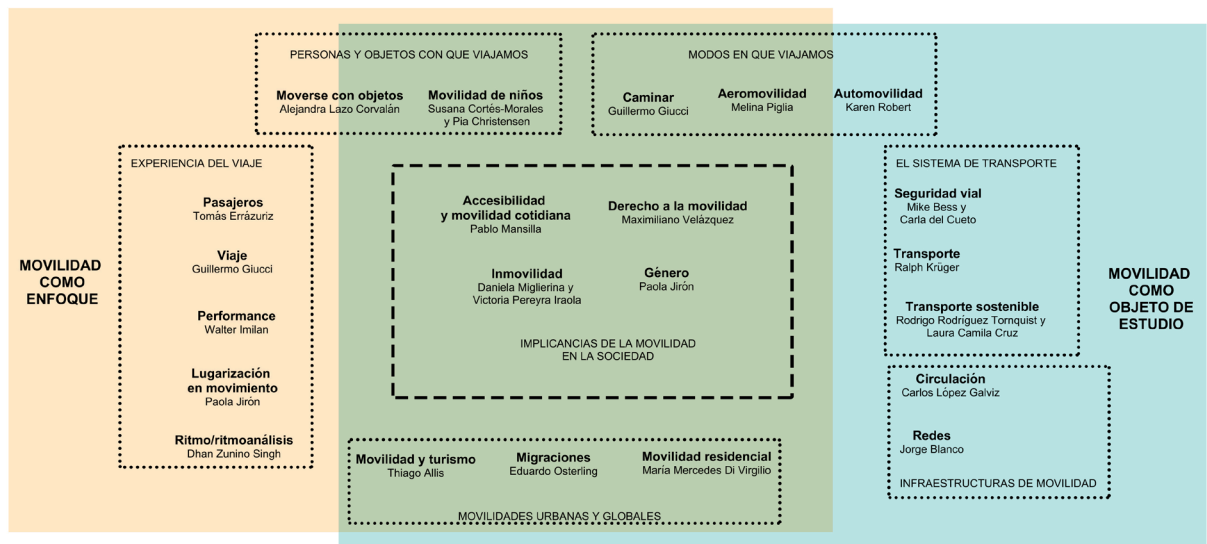 PERSONAS Y OBJETOS CON QUE VIAJAMOS
Moverse con objetos
Alejandra Lazo Corvalán
Movilidad de niños
Susana Cortés-Morales
y Pia Christensen
MODOS EN QUE VIAJAMOS
Caminar
Guillermo Giucci
Aeromovilidad
Melina Piglia
Automovilidad
Karen Robert
MOVILIDAD
COMO
ENFOQUE
EXPERIENCIA DEL VIAJE
Pasajeros
Tomás Errázuriz
Viaje
Guillermo Giucci
Performance
Walter Imilan
Lugarización
en movimiento
Paola Jirón
Ritmo/ritmoanálisis
Dhan Zunino Singh
Accesibilidad
y movilidad cotidiana
Pablo Mansilla
Derecho a la movilidad
Maximiliano Velázquez
Inmovilidad
Daniela Miglierina y
Victoria Pereyra Iraola
Género
Paola Jirón
IMPLICANCIAS DE LA MOVILIDAD
EN LA SOCIEDAD
EL SISTEMA DE TRANSPORTE
Seguridad vial
Mike Bess y
Carla del Cueto
Transporte
Ralph Krüger
Transporte sostenible
Rodrigo Rodríguez Tornquist y
Laura Camila Cruz
MOVILIDAD
COMO
OBJETO DE
ESTUDIO
Circulación
Carlos López Galviz
Redes
Jorge Blanco
INFRAESTRUCTURAS DE MOVILIDAD
Movilidad y turismo
Thiago Allis
Migraciones
Eduardo Osterling
Movilidad residencial
María Mercedes Di Virgilio
MOVILIDADES URBANAS Y GLOBALES